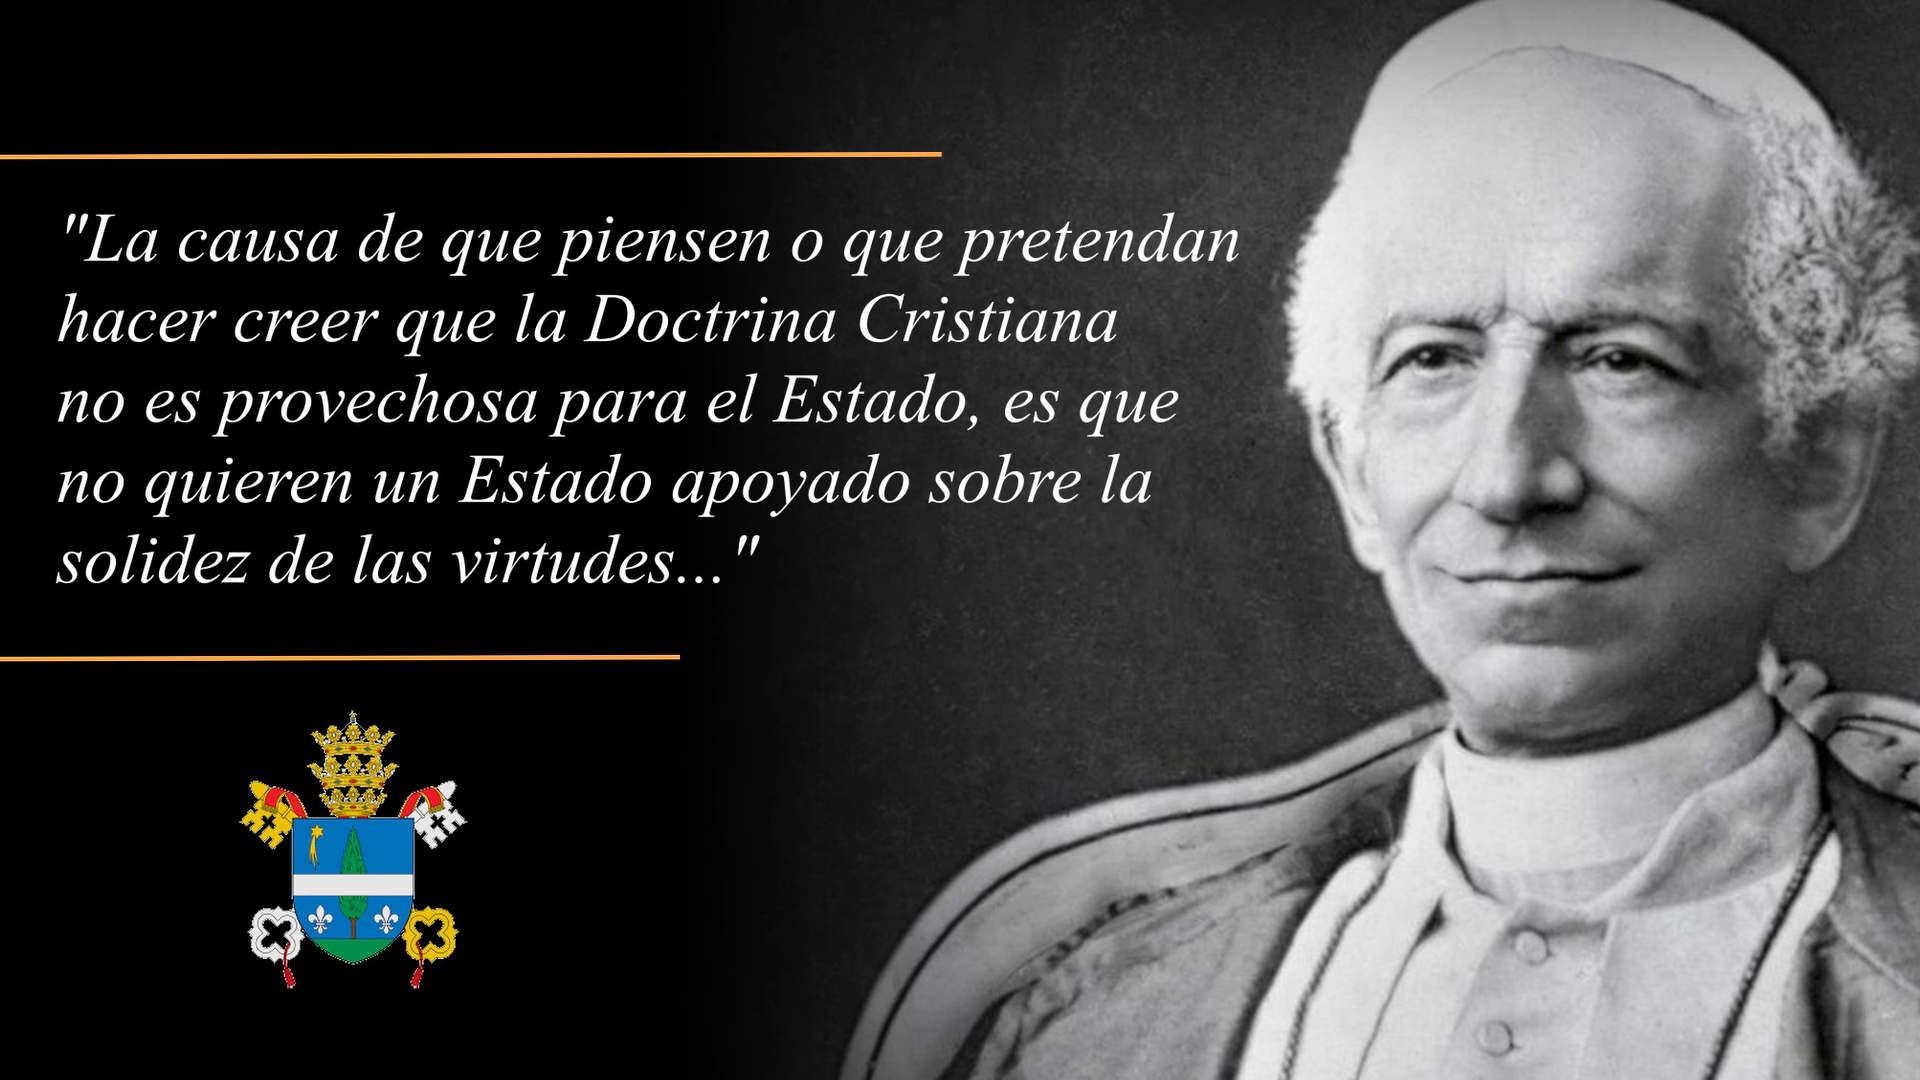 "La causa de que piensen o que pretendan
hacer creer que la Doctrina Cristiana
no es provechosa para el Estado, es que
no quieren un Estado apoyado sobre la
solidez de las virtudes..."